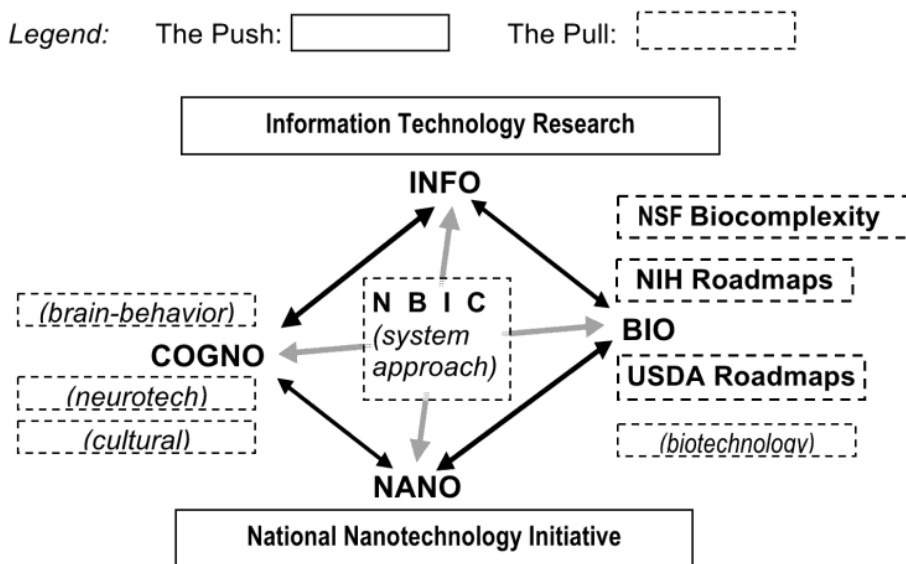 Legend: The Push: The Pull:
Information Technology Research
INFO
NSF Biocomplexity
NIH Roadmaps
N B I C
(system
approach)
(brain-behavior)
COGNO
BIO
USDA Roadmaps
(neurotech)
(cultural)
(biotechnology)
NANO
National Nanotechnology Initiative